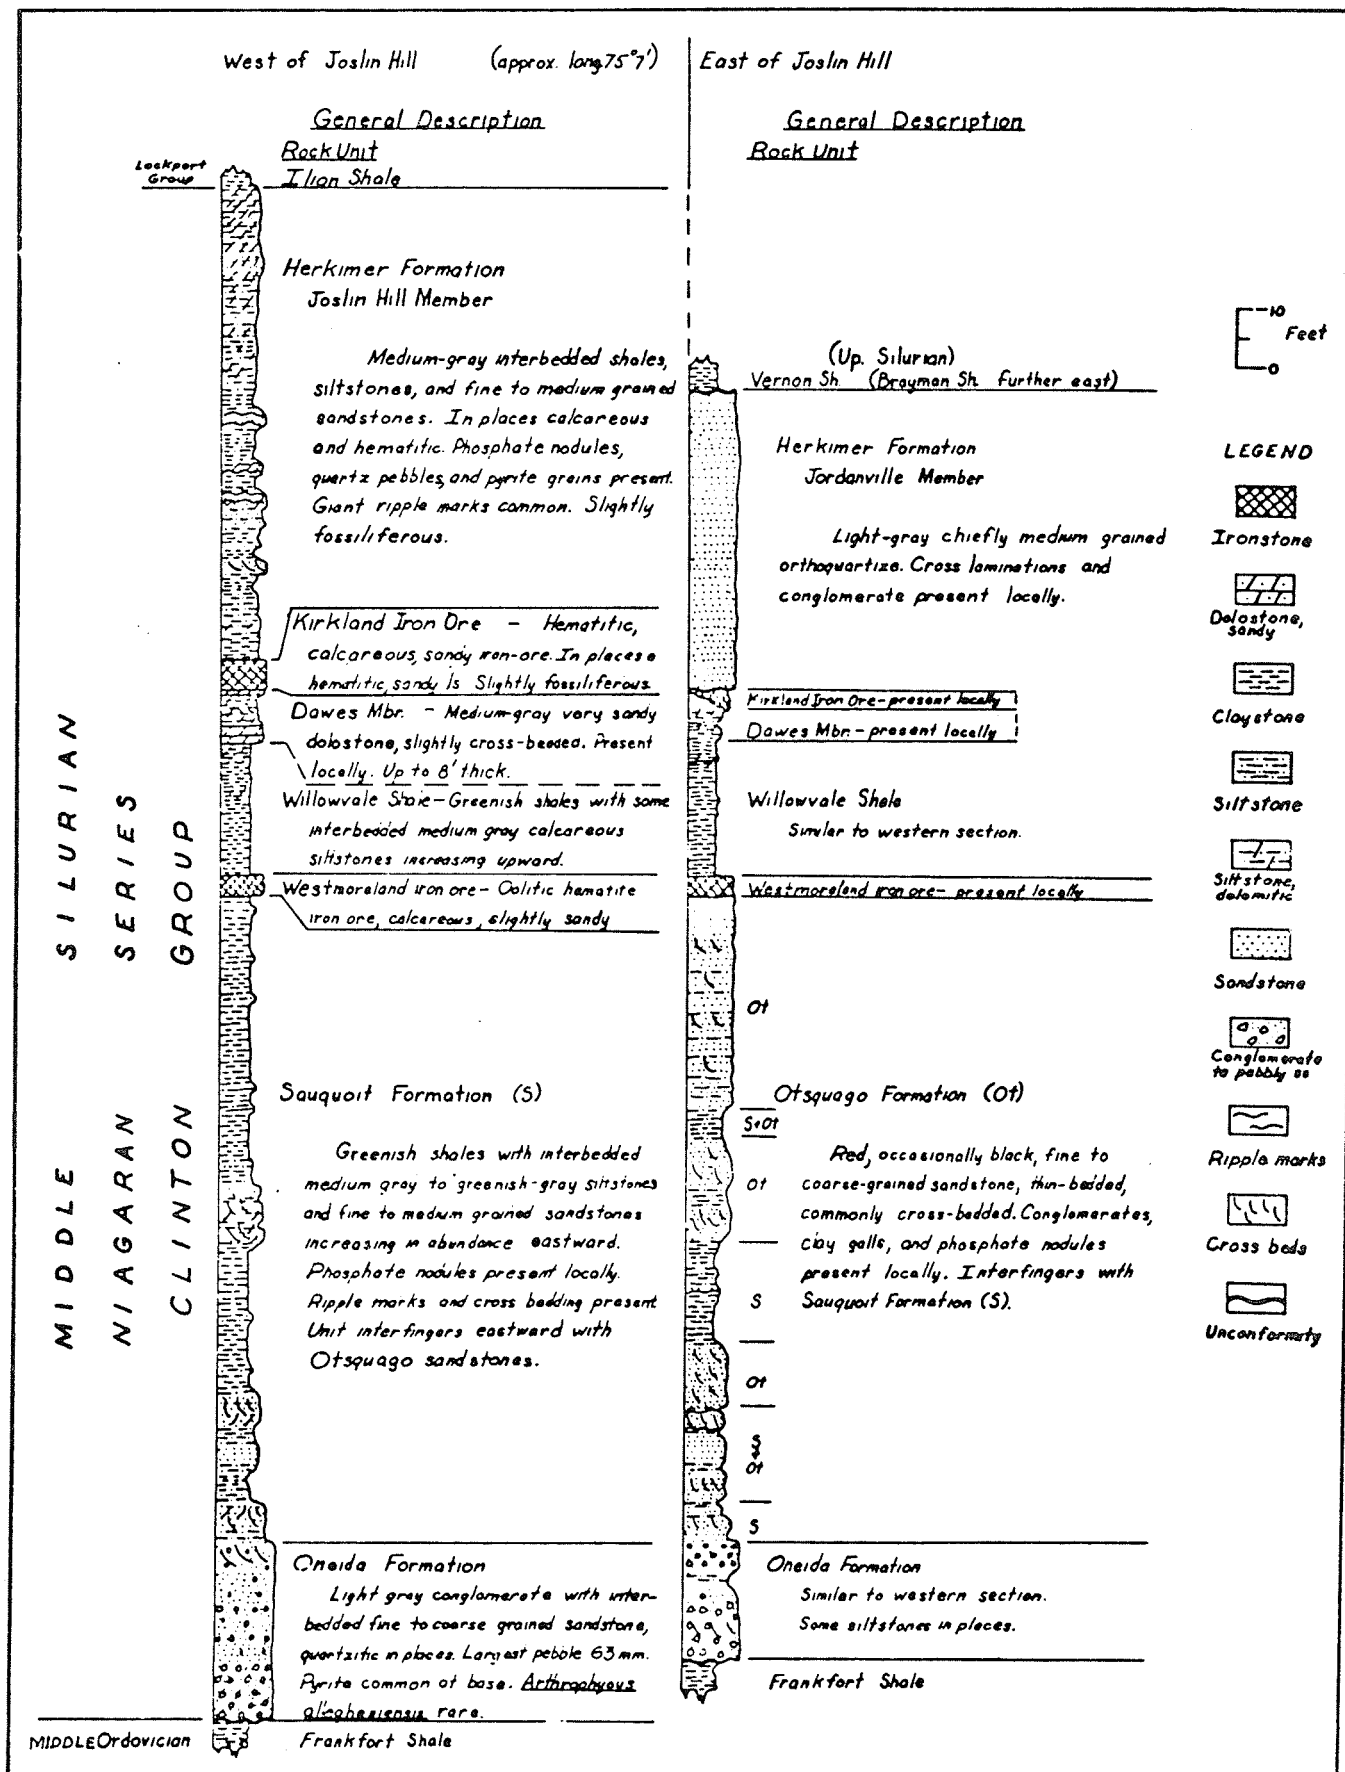 West of Joslin Hill (approx. long 75°7')
General Description
Rock Unit
Lockport
Group
Ilion Shale
Herkimer Formation
Joslin Hill Member
Medium-gray interbedded shales,
siltstones, and fine to medium grained
sandstones. In places calcareous
and hematitic. Phosphate nodules,
quartz pebbles, and pyrite grains present.
Giant ripple marks common. Slightly
fossiliferous.
Kirkland Iron Ore – Hematitic,
calcareous, sandy iron-ore. In places a
hematitic, sandy ls Slightly fossiliferous
Dawes Mbr. – Medium-gray very sandy
dolostone, slightly cross-bedded. Present
locally. Up to 8' thick.
Willowvale Shale – Greenish shales with some
interbedded medium gray calcareous
siltstones increasing upward.
Westmoreland iron ore – Oolitic hematite
iron ore, calcareous, slightly sandy
Sauquoit Formation (S)
Greenish shales with interbedded
medium gray to greenish-gray siltstones
and fine to medium grained sandstones
increasing in abundance eastward.
Phosphate nodules present locally.
Ripple marks and cross bedding present
Unit interfingers eastward with
Otsquago sandstones.
Oneida Formation
Light gray conglomerate with inter-
bedded fine to coarse grained sandstone,
quartzitic in places. Largest pebble 63 mm.
Pyrite common at base. Arthrophycus
alleghaniensis rare.
MIDDLE Ordovician
Frankfort Shale
MIDDLE SILURIAN
NIAGARAN SERIES
CLINTON GROUP
East of Joslin Hill
General Description
Rock Unit
(Up. Silurian)
Vernon Sh. (Brayman Sh. further east)
Herkimer Formation
Jordanville Member
Light-gray chiefly medium grained
orthoquartize. Cross laminations and
conglomerate present locally.
Kirkland Iron Ore – present locally
Dawes Mbr. – present locally
Willowvale Shale
Similar to western section.
Westmoreland iron ore – present locally
Ot
Otsquago Formation (Ot)
S+Ot
Red, occasionally black, fine to
coarse-grained sandstone, thin-bedded,
Ot
commonly cross-bedded. Conglomerates,
clay galls, and phosphate nodules
present locally. Interfingers with
S
Sauquoit Formation (S).
Ot
S
+
Ot
S
Oneida Formation
Similar to western section.
Some siltstones in places.
Frankfort Shale
10
Feet
0
LEGEND
Ironstone
Dolostone,
sandy
Claystone
Siltstone
Siltstone,
dolomitic
Sandstone
Conglomerate
to pebbly ss
Ripple marks
Cross beds
Unconformity